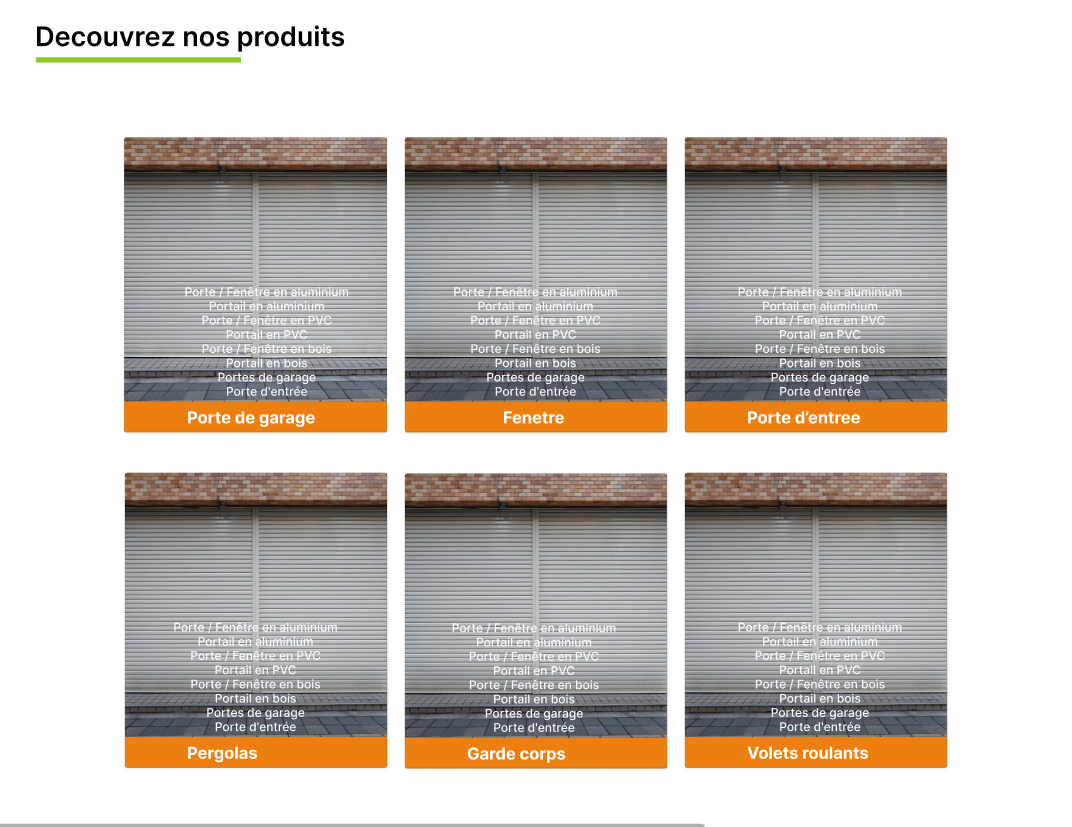 Decouvrez nos produits
Porte / Fenêtre en aluminium
Portail en aluminium
Porte / Fenêtre en PVC
Portail en PVC
Porte / Fenêtre en bois
Portail en bois
Portes de garage
Porte d'entrée
Porte de garage
Porte / Fenêtre en aluminium
Portail en aluminium
Porte / Fenêtre en PVC
Portail en PVC
Porte / Fenêtre en bois
Portail en bois
Portes de garage
Porte d'entrée
Fenetre
Porte / Fenêtre en aluminium
Portail en aluminium
Porte / Fenêtre en PVC
Portail en PVC
Porte / Fenêtre en bois
Portail en bois
Portes de garage
Porte d'entrée
Porte d’entree
Porte / Fenêtre en aluminium
Portail en aluminium
Porte / Fenêtre en PVC
Portail en PVC
Porte / Fenêtre en bois
Portail en bois
Portes de garage
Porte d'entrée
Pergolas
Porte / Fenêtre en aluminium
Portail en aluminium
Porte / Fenêtre en PVC
Portail en PVC
Porte / Fenêtre en bois
Portail en bois
Portes de garage
Porte d'entrée
Garde corps
Porte / Fenêtre en aluminium
Portail en aluminium
Porte / Fenêtre en PVC
Portail en PVC
Porte / Fenêtre en bois
Portail en bois
Portes de garage
Porte d'entrée
Volets roulants